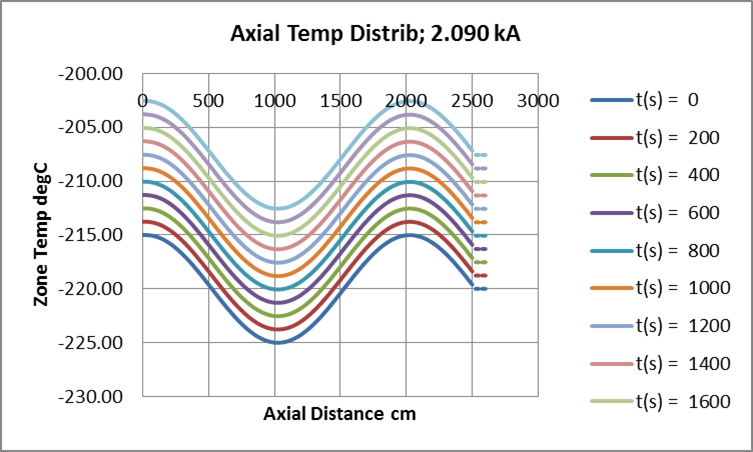 Axial Temp Distrib; 2.090 kA
Zone Temp degC
-200.00
-205.00
-210.00
-215.00
-220.00
-225.00
-230.00
0 500 1000 1500 2000 2500 3000
Axial Distance cm
t(s) = 0
t(s) = 200
t(s) = 400
t(s) = 600
t(s) = 800
t(s) = 1000
t(s) = 1200
t(s) = 1400
t(s) = 1600